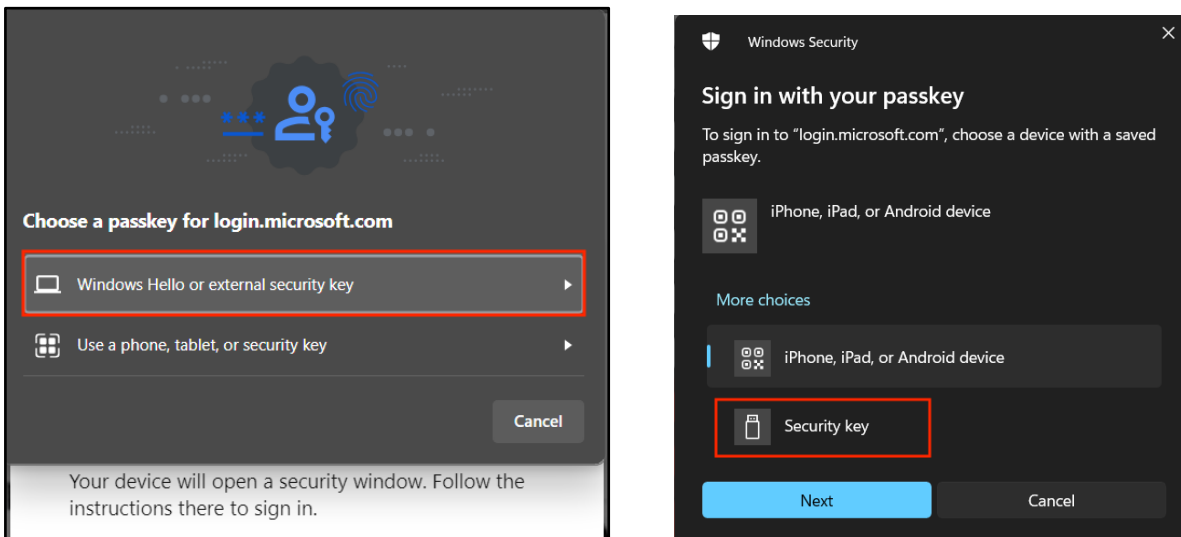 ***
Choose a passkey for login.microsoft.com
Windows Hello or external security key
Use a phone, tablet, or security key
Cancel
Your device will open a security window. Follow the
instructions there to sign in.
Windows Security
Sign in with your passkey
To sign in to “login.microsoft.com”, choose a device with a saved
passkey.
iPhone, iPad, or Android device
More choices
iPhone, iPad, or Android device
Security key
Next
Cancel